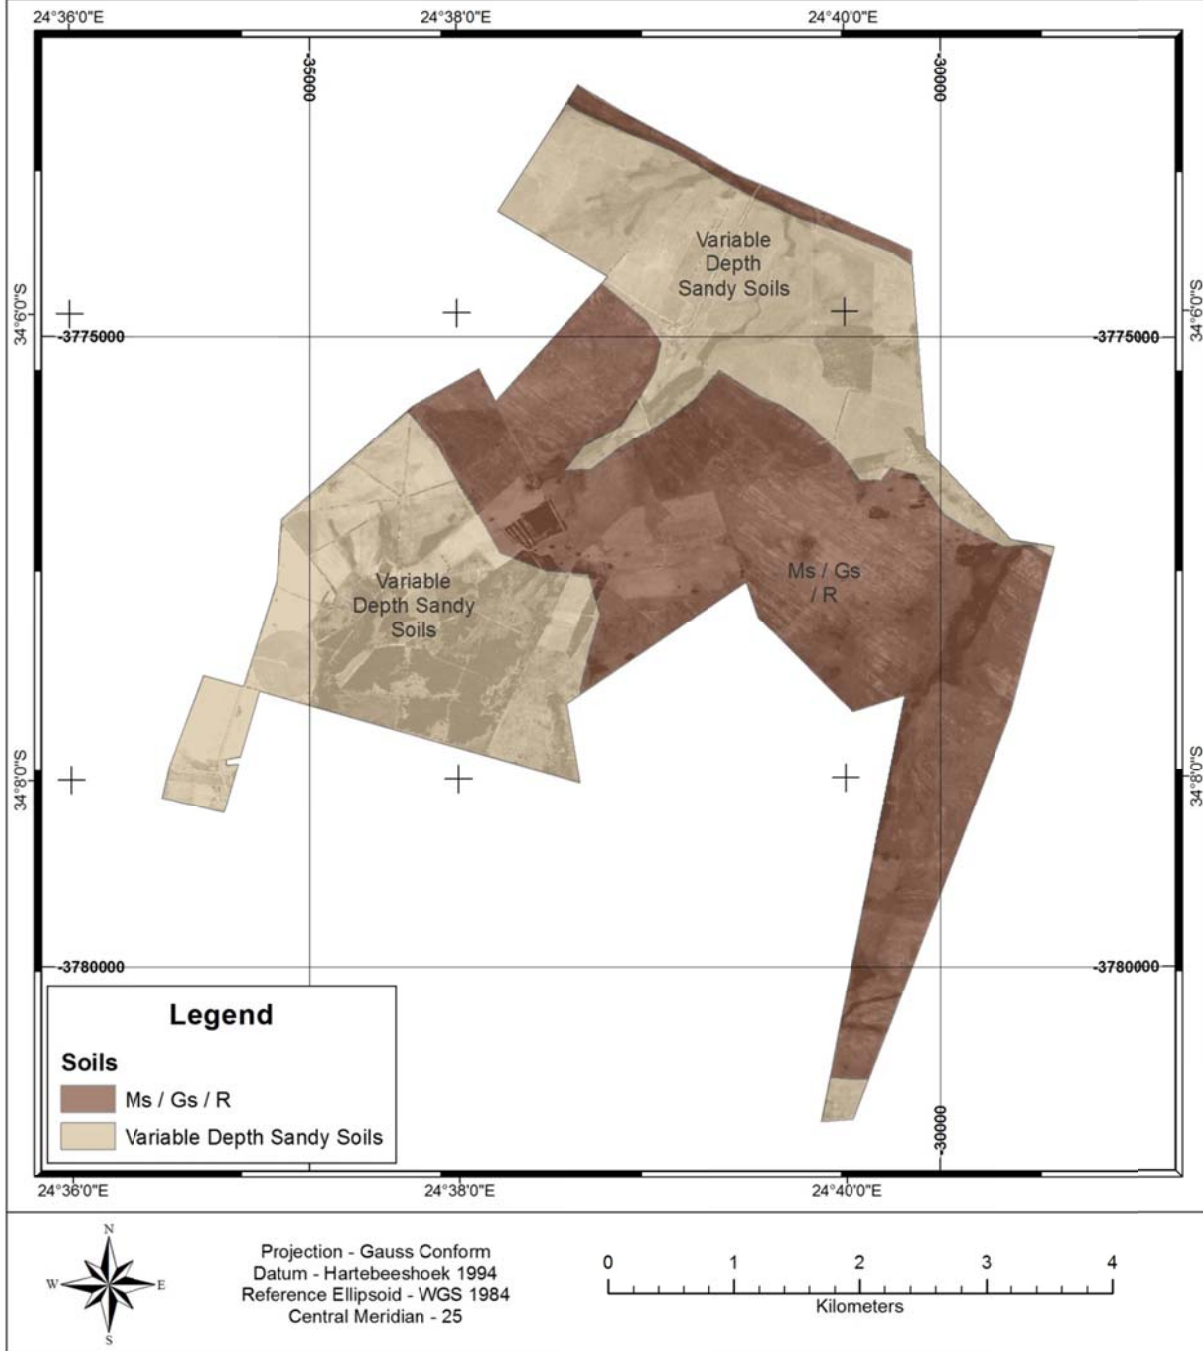 24°36'0"E
24°38'0"E
24°40'0"E
-35000
-30000
Variable
Depth
Sandy Soils
34°6'0"S
34°6'0"S
-3775000
-3775000
Ms / Gs
/ R
Variable
Depth Sandy
Soils
34°8'0"S
34°8'0"S
-3780000
-3780000
Legend
Soils
Ms / Gs / R
Variable Depth Sandy Soils
-30000
24°36'0"E
24°38'0"E
24°40'0"E
N
W
E
S
Projection - Gauss Conform
Datum - Hartebeeshoek 1994
Reference Ellipsoid - WGS 1984
Central Meridian - 25
0 1 2 3 4
Kilometers